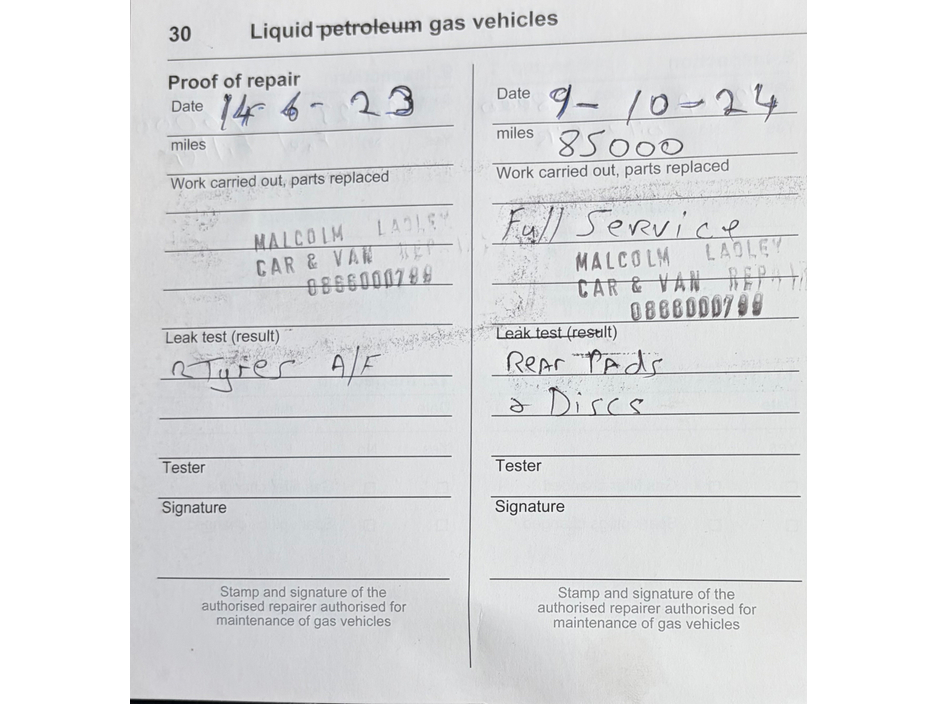 30 Liquid petroleum gas vehicles
Proof of repair
Date 14-6-23
miles
Work carried out, parts replaced
MALCOLM LADLEY
CAR & VAN REP
Leak test (result)
2 Tyres A/F
Tester
Signature
Stamp and signature of the
authorised repairer authorised for
maintenance of gas vehicles
Date 9-10-24
miles 85000
Work carried out, parts replaced
Full Service
MALCOLM LADLEY
CAR & VAN REPAI
Leak test (result)
Rear Pads
& Discs
Tester
Signature
Stamp and signature of the
authorised repairer authorised for
maintenance of gas vehicles